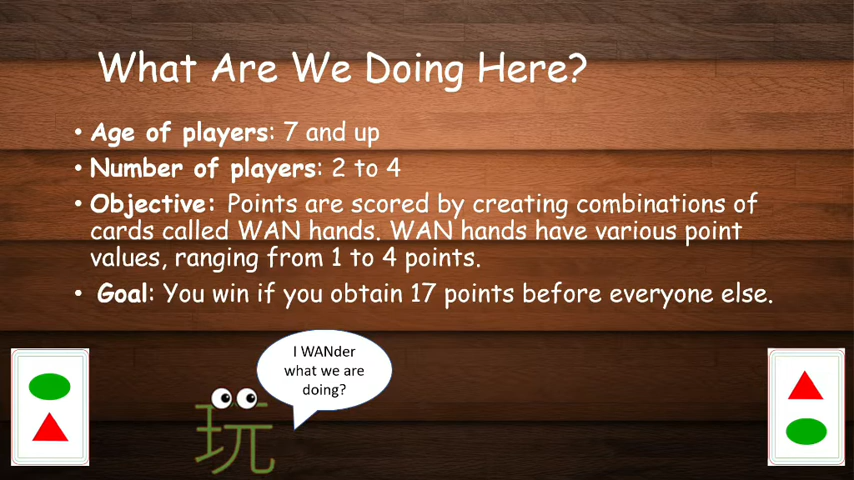 What Are We Doing Here?
• Age of players: 7 and up
• Number of players: 2 to 4
• Objective: Points are scored by creating combinations of
cards called WAN hands. WAN hands have various point
values, ranging from 1 to 4 points.
• Goal: You win if you obtain 17 points before everyone else.
I WANder
what we are
doing?
玩